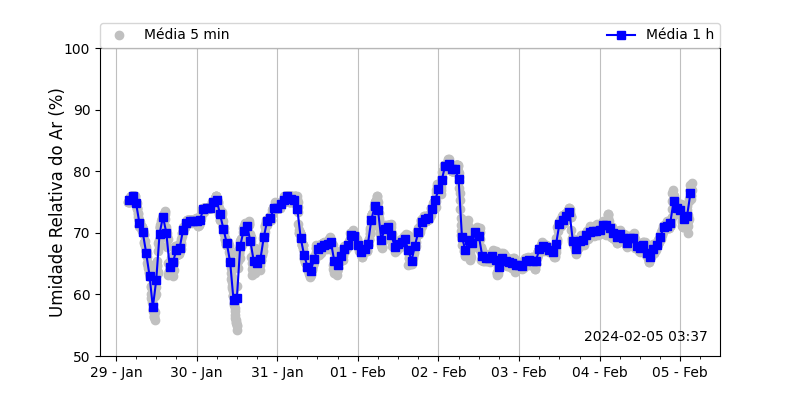 Média 5 min
Média 1 h
100
90
80
70
60
50
Umidade Relativa do Ar (%)
2024-02-05 03:37
29 - Jan
30 - Jan
31 - Jan
01 - Feb
02 - Feb
03 - Feb
04 - Feb
05 - Feb